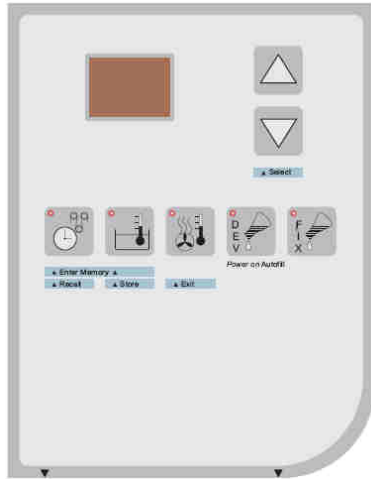 ▲ Select
D E V
F I X
Power on Autofill
▲ Enter Memory ▲
▲ Recall ▲ Store ▲ Exit